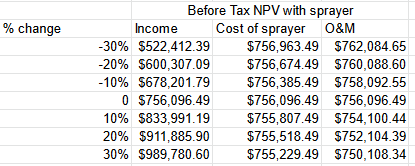 Before Tax NPV with sprayer
% change Income Cost of sprayer O&M
-30% $522,412.39 $756,963.49 $762,084.65
-20% $600,307.09 $756,674.49 $760,088.60
-10% $678,201.79 $756,385.49 $758,092.55
0 $756,096.49 $756,096.49 $756,096.49
10% $833,991.19 $755,807.49 $754,100.44
20% $911,885.90 $755,518.49 $752,104.39
30% $989,780.60 $755,229.49 $750,108.34